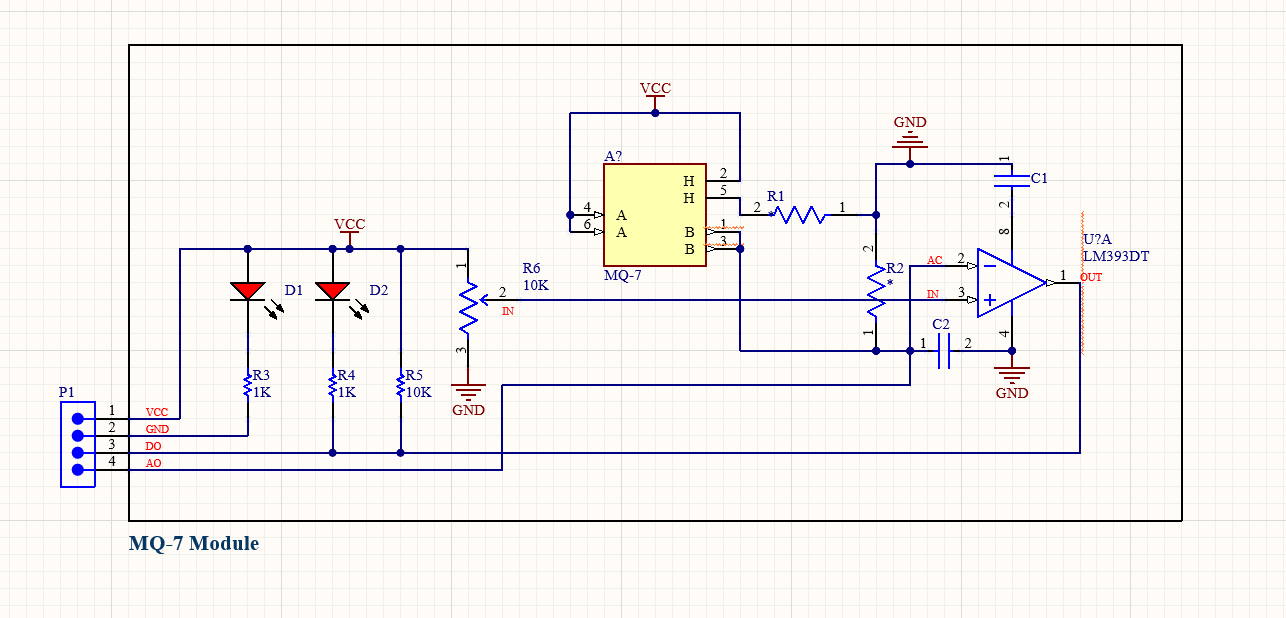 VCC
GND
A?
H 2
1
C1
H 5
R1
2 * 1
2
4 A
6 A
B 1
B 3
8
VCC
MQ-7
2
U?A
LM393DT
1
R6
10K
R2
*
AC 2
1 OUT
D1
D2
2
IN
IN 3
3
1
C2
1 2
4
R3
1K
R4
1K
R5
10K
GND
GND
P1
1 VCC
2 GND
3 DO
4 AO
MQ-7 Module